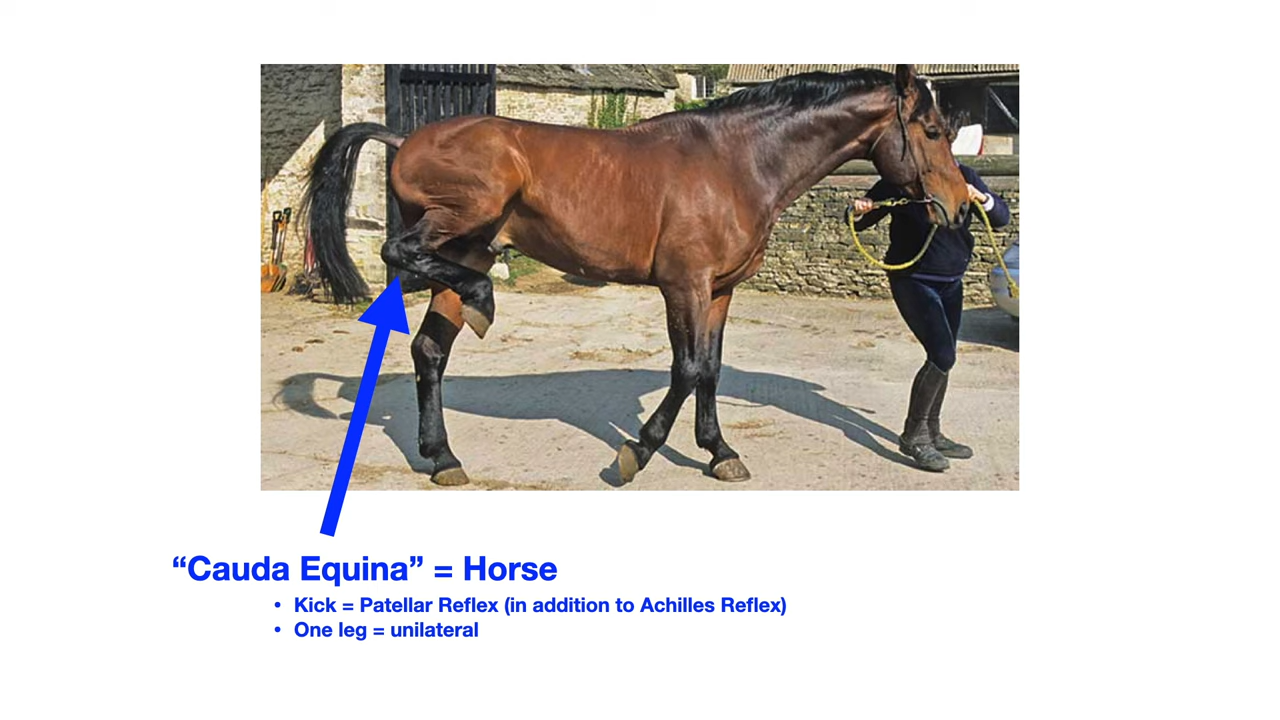 “Cauda Equina” = Horse
• Kick = Patellar Reflex (in addition to Achilles Reflex)
• One leg = unilateral